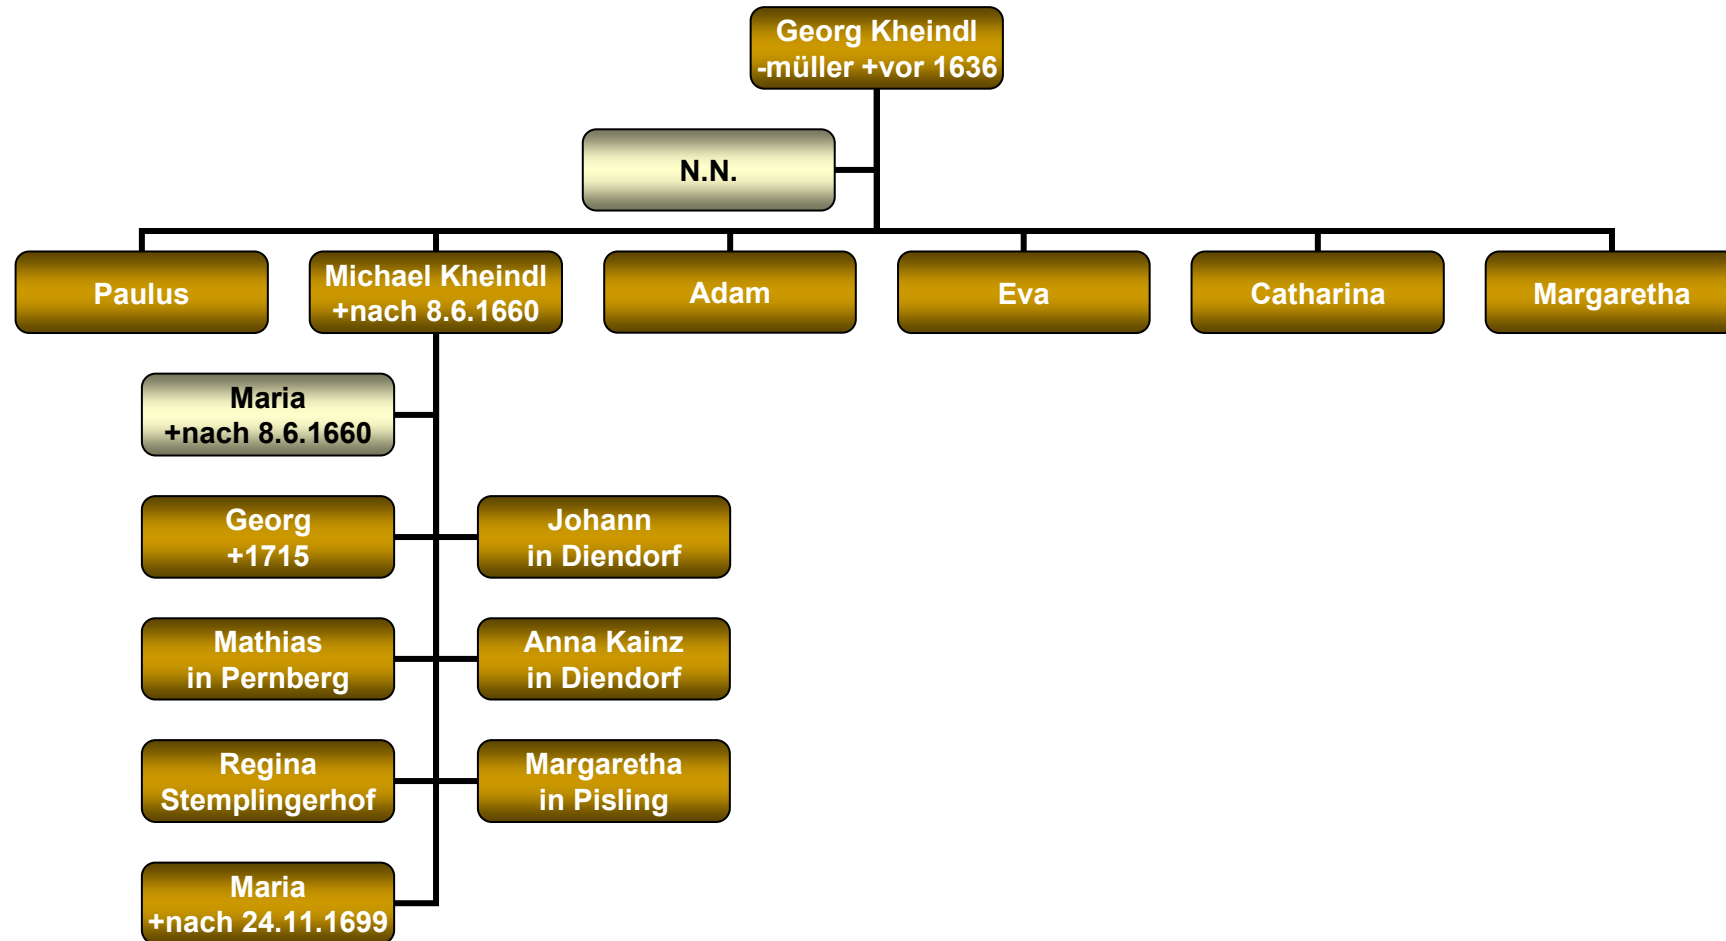 Georg Kheindl
-müller +vor 1636
N.N.
Paulus
Michael Kheindl
+nach 8.6.1660
Adam
Eva
Catharina
Margaretha
Maria
+nach 8.6.1660
Georg
+1715
Johann
in Diendorf
Mathias
in Pernberg
Anna Kainz
in Diendorf
Regina
Stemplingerhof
Margaretha
in Pisling
Maria
+nach 24.11.1699